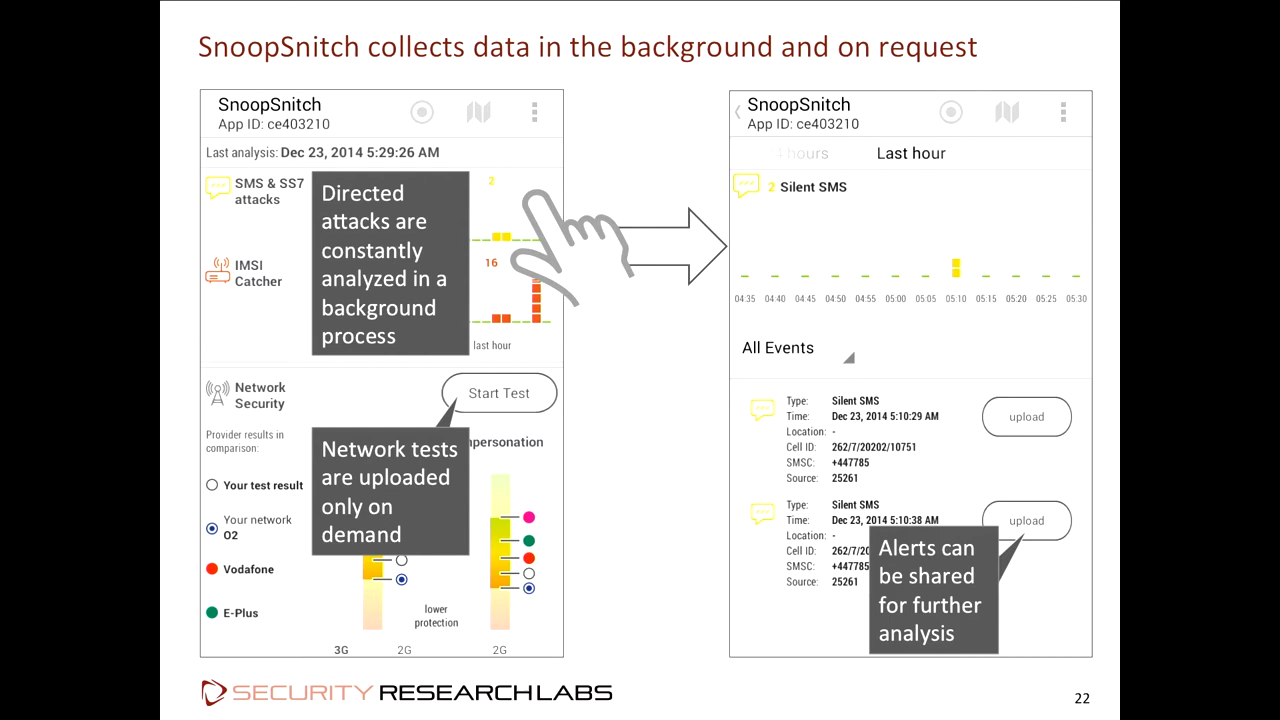 SnoopSnitch collects data in the background and on request
SnoopSnitch
App ID: ce403210
Last analysis: Dec 23, 2014 5:29:26 AM
SMS & SS7
attacks
2
IMSI
Catcher
16
last hour
Directed
attacks are
constantly
analyzed in a
background
process
Network
Security
Start Test
Provider results in
comparison:
Network tests
are uploaded
only on
demand
Your test result
Your network
O2
Vodafone
E-Plus
lower
protection
3G
2G
2G
SnoopSnitch
App ID: ce403210
hours
Last hour
2 Silent SMS
04:35 04:40 04:45 04:50 04:55 05:00 05:05 05:10 05:15 05:20 05:25 05:30
All Events
Type: Silent SMS
Time: Dec 23, 2014 5:10:29 AM
Location: -
Cell ID: 262/7/20202/10751
SMSC: +447785
Source: 25261
upload
Type: Silent SMS
Time: Dec 23, 2014 5:10:38 AM
Location: -
Cell ID: 262/7/20
SMSC: +447785
Source: 25261
upload
Alerts can
be shared
for further
analysis
SECURITY RESEARCH LABS
22